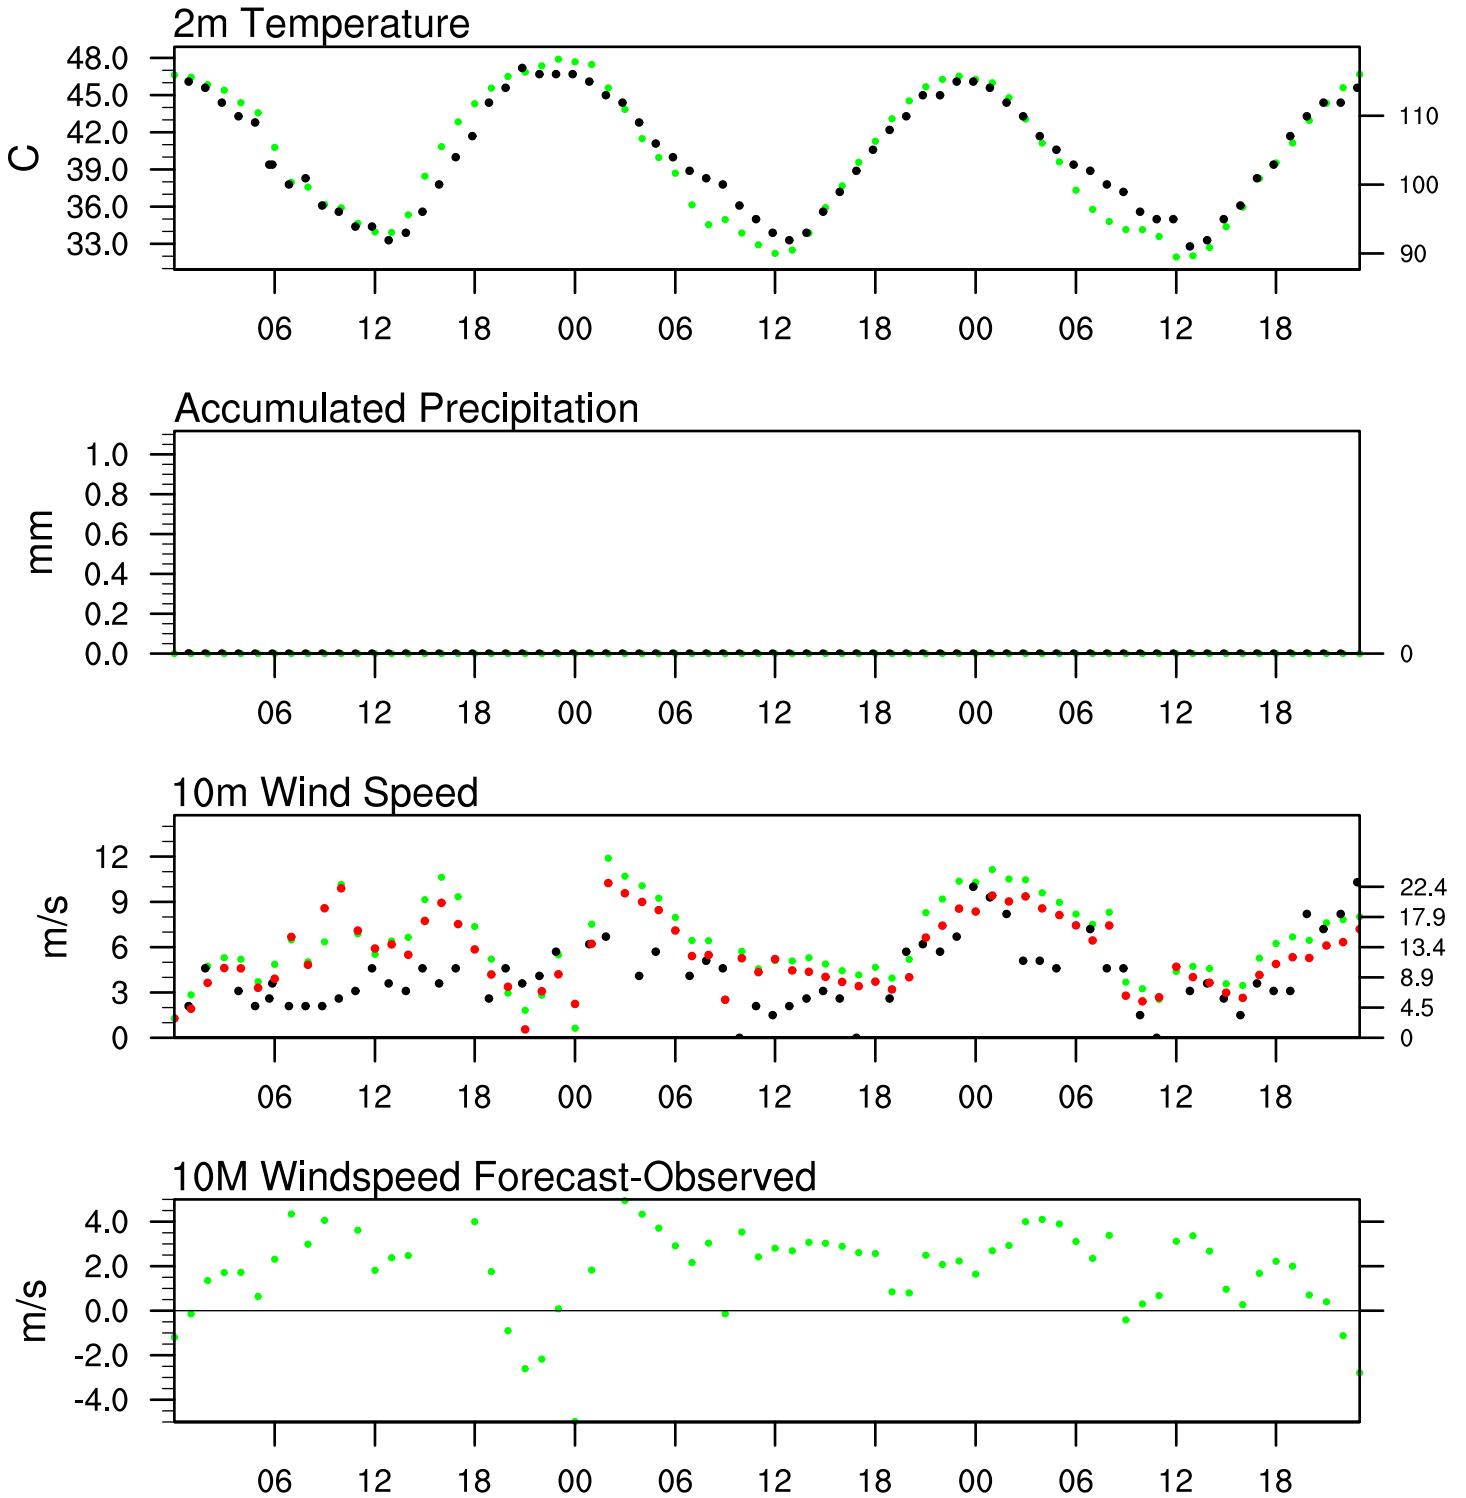 2m Temperature
48.0
45.0
42.0
39.0
36.0
33.0
C
110
100
90
06 12 18 00 06 12 18 00 06 12 18
Accumulated Precipitation
1.0
0.8
0.6
0.4
0.2
0.0
mm
0
06 12 18 00 06 12 18 00 06 12 18
10m Wind Speed
12
9
6
3
0
m/s
22.4
17.9
13.4
8.9
4.5
0
06 12 18 00 06 12 18 00 06 12 18
10M Windspeed Forecast-Observed
4.0
2.0
0.0
-2.0
-4.0
m/s
06 12 18 00 06 12 18 00 06 12 18